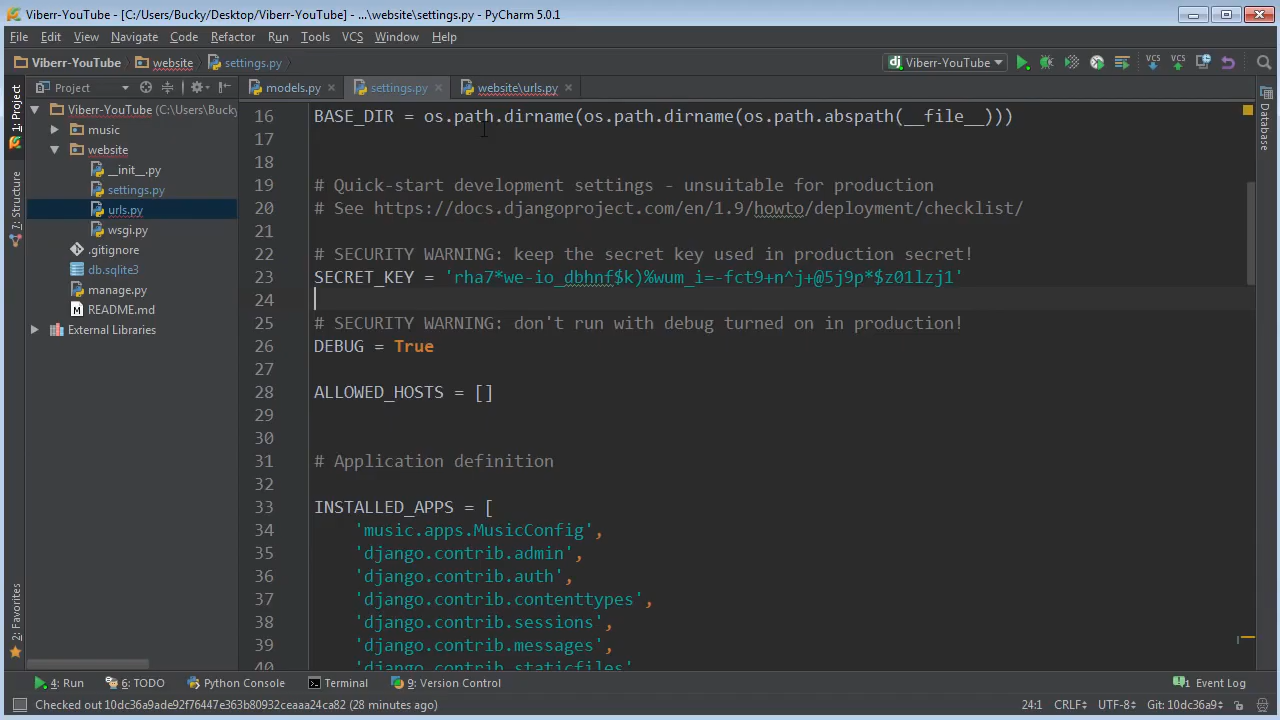 Viberr-YouTube - [C:/Users/Bucky/Desktop/Viberr-YouTube] - ...\website\settings.py - PyCharm 5.0.1
File Edit View Navigate Code Refactor Run Tools VCS Window Help
Viberr-YouTube website settings.py dj Viberr-YouTube VCS VCS
1: Project
7: Structure
2: Favorites
Project
models.py settings.py website\urls.py
Viberr-YouTube (C:\Users\Bucky
music
website
__init__.py
settings.py
urls.py
wsgi.py
.gitignore
db.sqlite3
manage.py
README.md
External Libraries
16 BASE_DIR = os.path.dirname(os.path.dirname(os.path.abspath(__file__)))
17
18
19 # Quick-start development settings - unsuitable for production
20 # See https://docs.djangoproject.com/en/1.9/howto/deployment/checklist/
21
22 # SECURITY WARNING: keep the secret key used in production secret!
23 SECRET_KEY = 'rha7*we-io_dbhnf$k)%wum_i=-fct9+n^j+@5j9p*$z01lzj1'
24
25 # SECURITY WARNING: don't run with debug turned on in production!
26 DEBUG = True
27
28 ALLOWED_HOSTS = []
29
30
31 # Application definition
32
33 INSTALLED_APPS = [
34 'music.apps.MusicConfig',
35 'django.contrib.admin',
36 'django.contrib.auth',
37 'django.contrib.contenttypes',
38 'django.contrib.sessions',
39 'django.contrib.messages',
40 'django.contrib.staticfiles'
Database
4: Run 6: TODO Python Console Terminal 9: Version Control 1 Event Log
Checked out 10dc36a9ade92f76447e363b80932ceaaa24ca82 (28 minutes ago) 24:1 CRLF UTF-8 Git: 10dc36a9